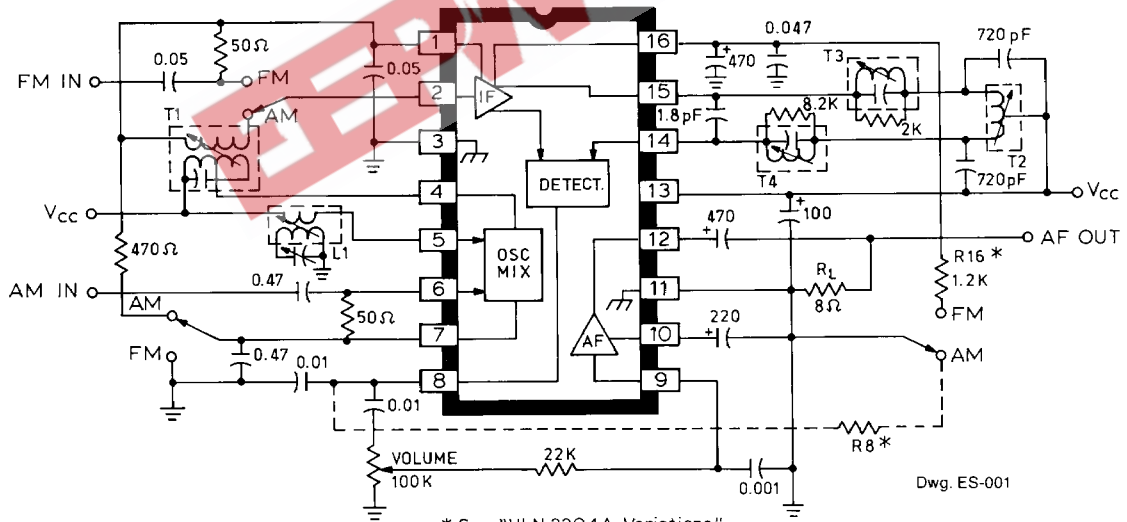 FM IN
0.05
50Ω
FM
AM
T1
0.05
1
2
3
4
5
6
7
8
IF
DETECT.
OSC
MIX
AF
16
15
14
13
12
11
10
9
470
0.047
T3
720 pF
1.8pF
8.2K
2K
T2
T4
720pF
VCC
VCC
100
470Ω
L1
470
AF OUT
AM IN
0.47
RL
8Ω
R16 *
1.2K
AM
50Ω
220
FM
FM
0.47
0.01
AM
0.01
R8 *
VOLUME
100K
22K
0.001
Dwg. ES-001